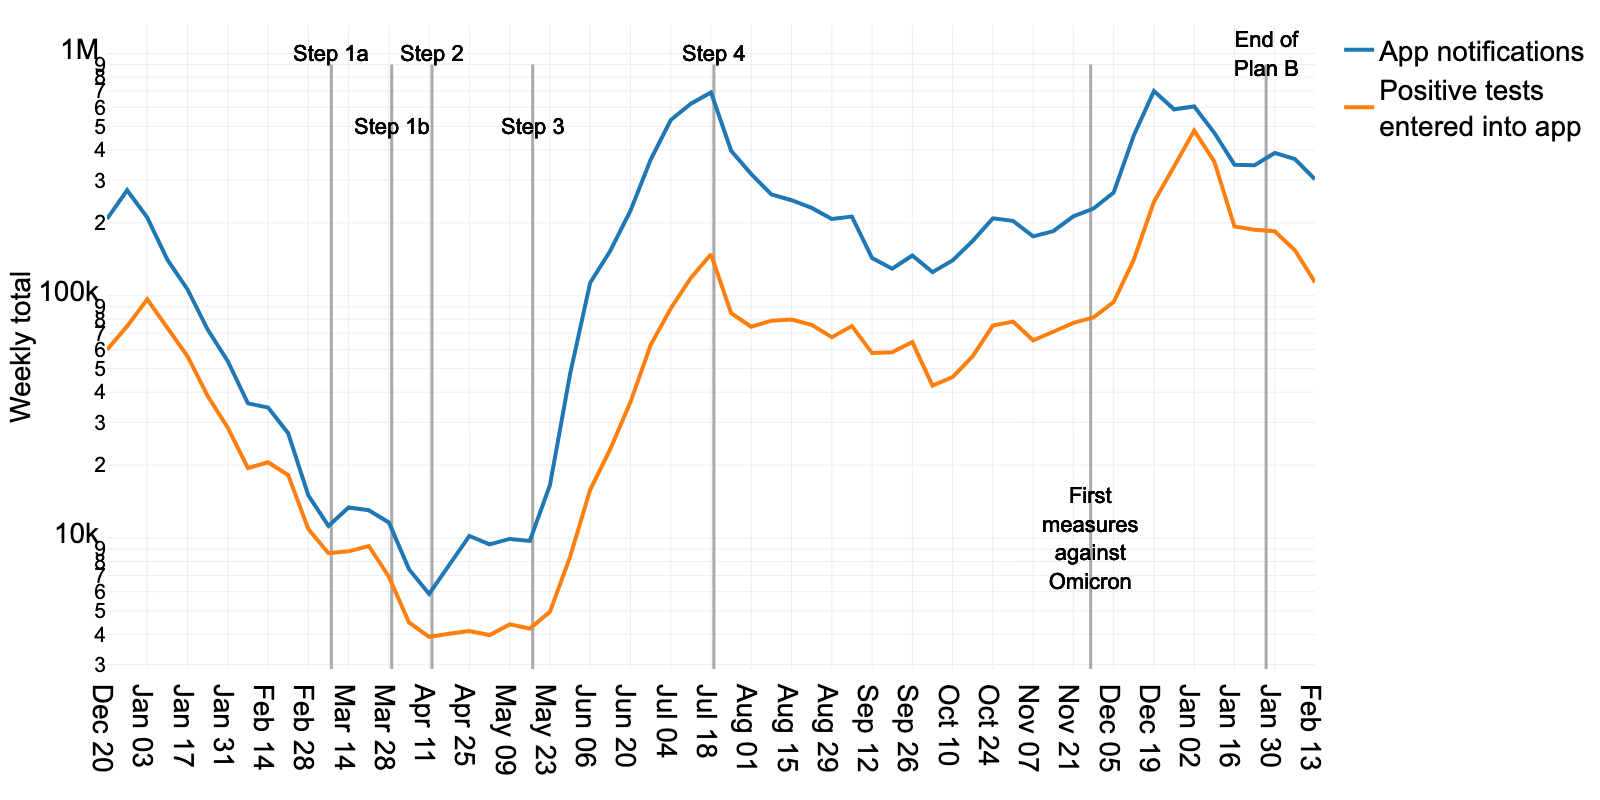 Step 1a
Step 2
Step 4
End of
Plan B
Step 1b
Step 3
App notifications
Positive tests
entered into app
Weekly total
1M
9
8
7
6
5
4
3
2
100k
9
8
7
6
5
4
3
2
10k
9
8
7
6
5
4
3
First
measures
against
Omicron
Dec 20
Jan 03
Jan 17
Jan 31
Feb 14
Feb 28
Mar 14
Mar 28
Apr 11
Apr 25
May 09
May 23
Jun 06
Jun 20
Jul 04
Jul 18
Aug 01
Aug 15
Aug 29
Sep 12
Sep 26
Oct 10
Oct 24
Nov 07
Nov 21
Dec 05
Dec 19
Jan 02
Jan 16
Jan 30
Feb 13